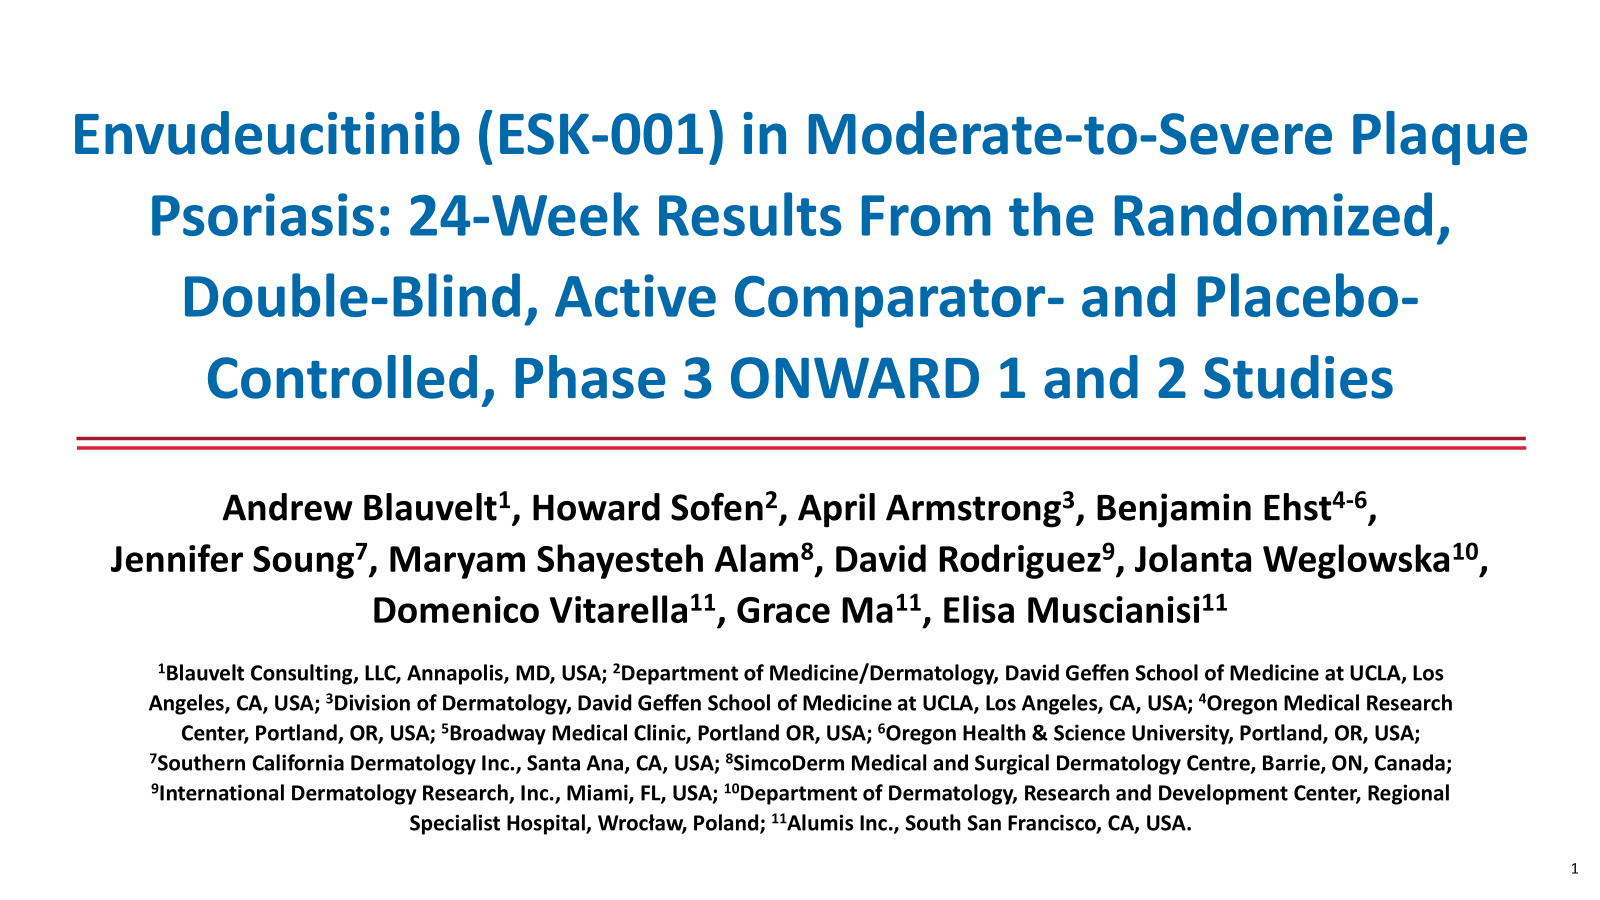 Envudeucitinib (ESK-001) in Moderate-to-Severe Plaque
Psoriasis: 24-Week Results From the Randomized,
Double-Blind, Active Comparator- and Placebo-
Controlled, Phase 3 ONWARD 1 and 2 Studies
Andrew Blauvelt¹, Howard Sofen², April Armstrong³, Benjamin Ehst⁴⁻⁶,
Jennifer Soung⁷, Maryam Shayesteh Alam⁸, David Rodriguez⁹, Jolanta Weglowska¹⁰,
Domenico Vitarella¹¹, Grace Ma¹¹, Elisa Muscianisi¹¹
¹Blauvelt Consulting, LLC, Annapolis, MD, USA; ²Department of Medicine/Dermatology, David Geffen School of Medicine at UCLA, Los
Angeles, CA, USA; ³Division of Dermatology, David Geffen School of Medicine at UCLA, Los Angeles, CA, USA; ⁴Oregon Medical Research
Center, Portland, OR, USA; ⁵Broadway Medical Clinic, Portland OR, USA; ⁶Oregon Health & Science University, Portland, OR, USA;
⁷Southern California Dermatology Inc., Santa Ana, CA, USA; ⁸SimcoDerm Medical and Surgical Dermatology Centre, Barrie, ON, Canada;
⁹International Dermatology Research, Inc., Miami, FL, USA; ¹⁰Department of Dermatology, Research and Development Center, Regional
Specialist Hospital, Wrocław, Poland; ¹¹Alumis Inc., South San Francisco, CA, USA.
1